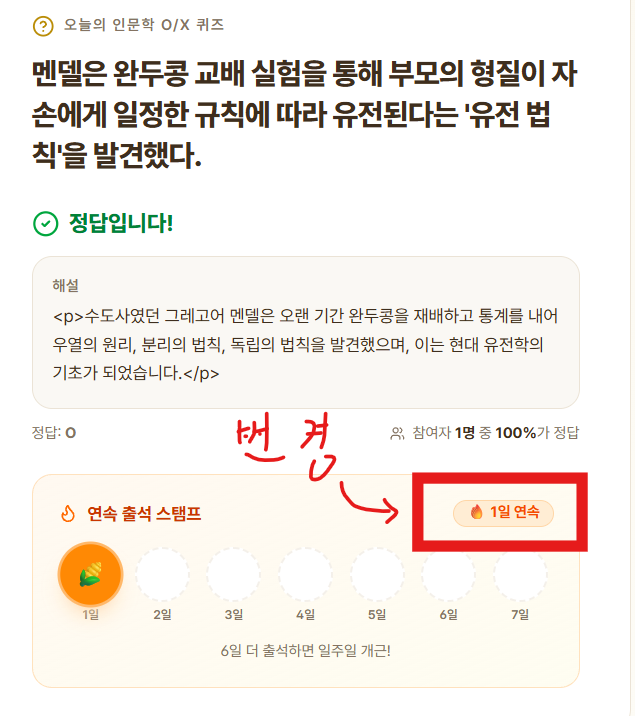 오늘의 인문학 O/X 퀴즈
멘델은 완두콩 교배 실험을 통해 부모의 형질이 자
손에게 일정한 규칙에 따라 유전된다는 '유전 법
칙'을 발견했다.
정답입니다!
해설
<p>수도사였던 그레고어 멘델은 오랜 기간 완두콩을 재배하고 통계를 내어
우열의 원리, 분리의 법칙, 독립의 법칙을 발견했으며, 이는 현대 유전학의
기초가 되었습니다.</p>
정답: O
참여자 1명 중 100%가 정답
변경
연속 출석 스탬프
1일 연속
1일 2일 3일 4일 5일 6일 7일
6일 더 출석하면 일주일 개근!